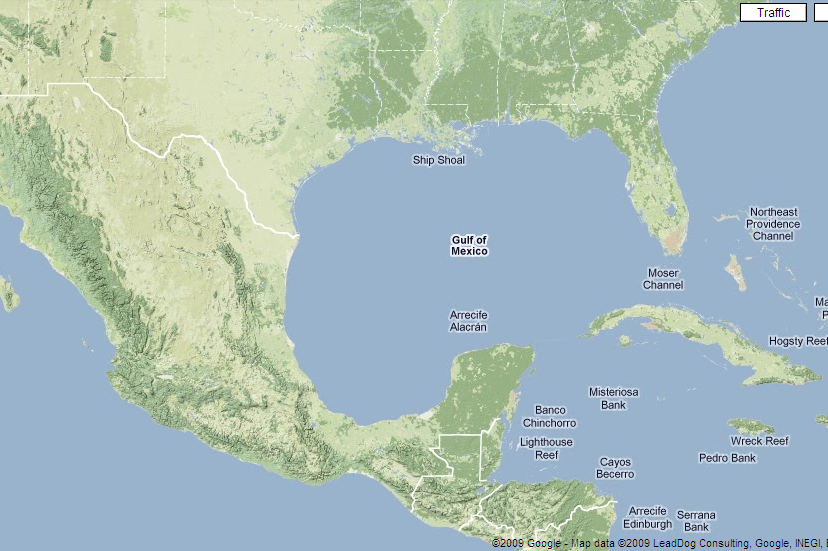 Traffic
Ship Shoal
Northeast
Providence
Channel
Gulf of
Mexico
Moser
Channel
Ma
P
Arrecife
Alacrán
Hogsty Reef
Misteriosa
Bank
Banco
Chinchorro
Lighthouse
Reef
Wreck Reef
Pedro Bank
Cayos
Becerro
Arrecife
Edinburgh
Serrana
Bank
©2009 Google - Map data ©2009 LeadDog Consulting, Google, INEGI,